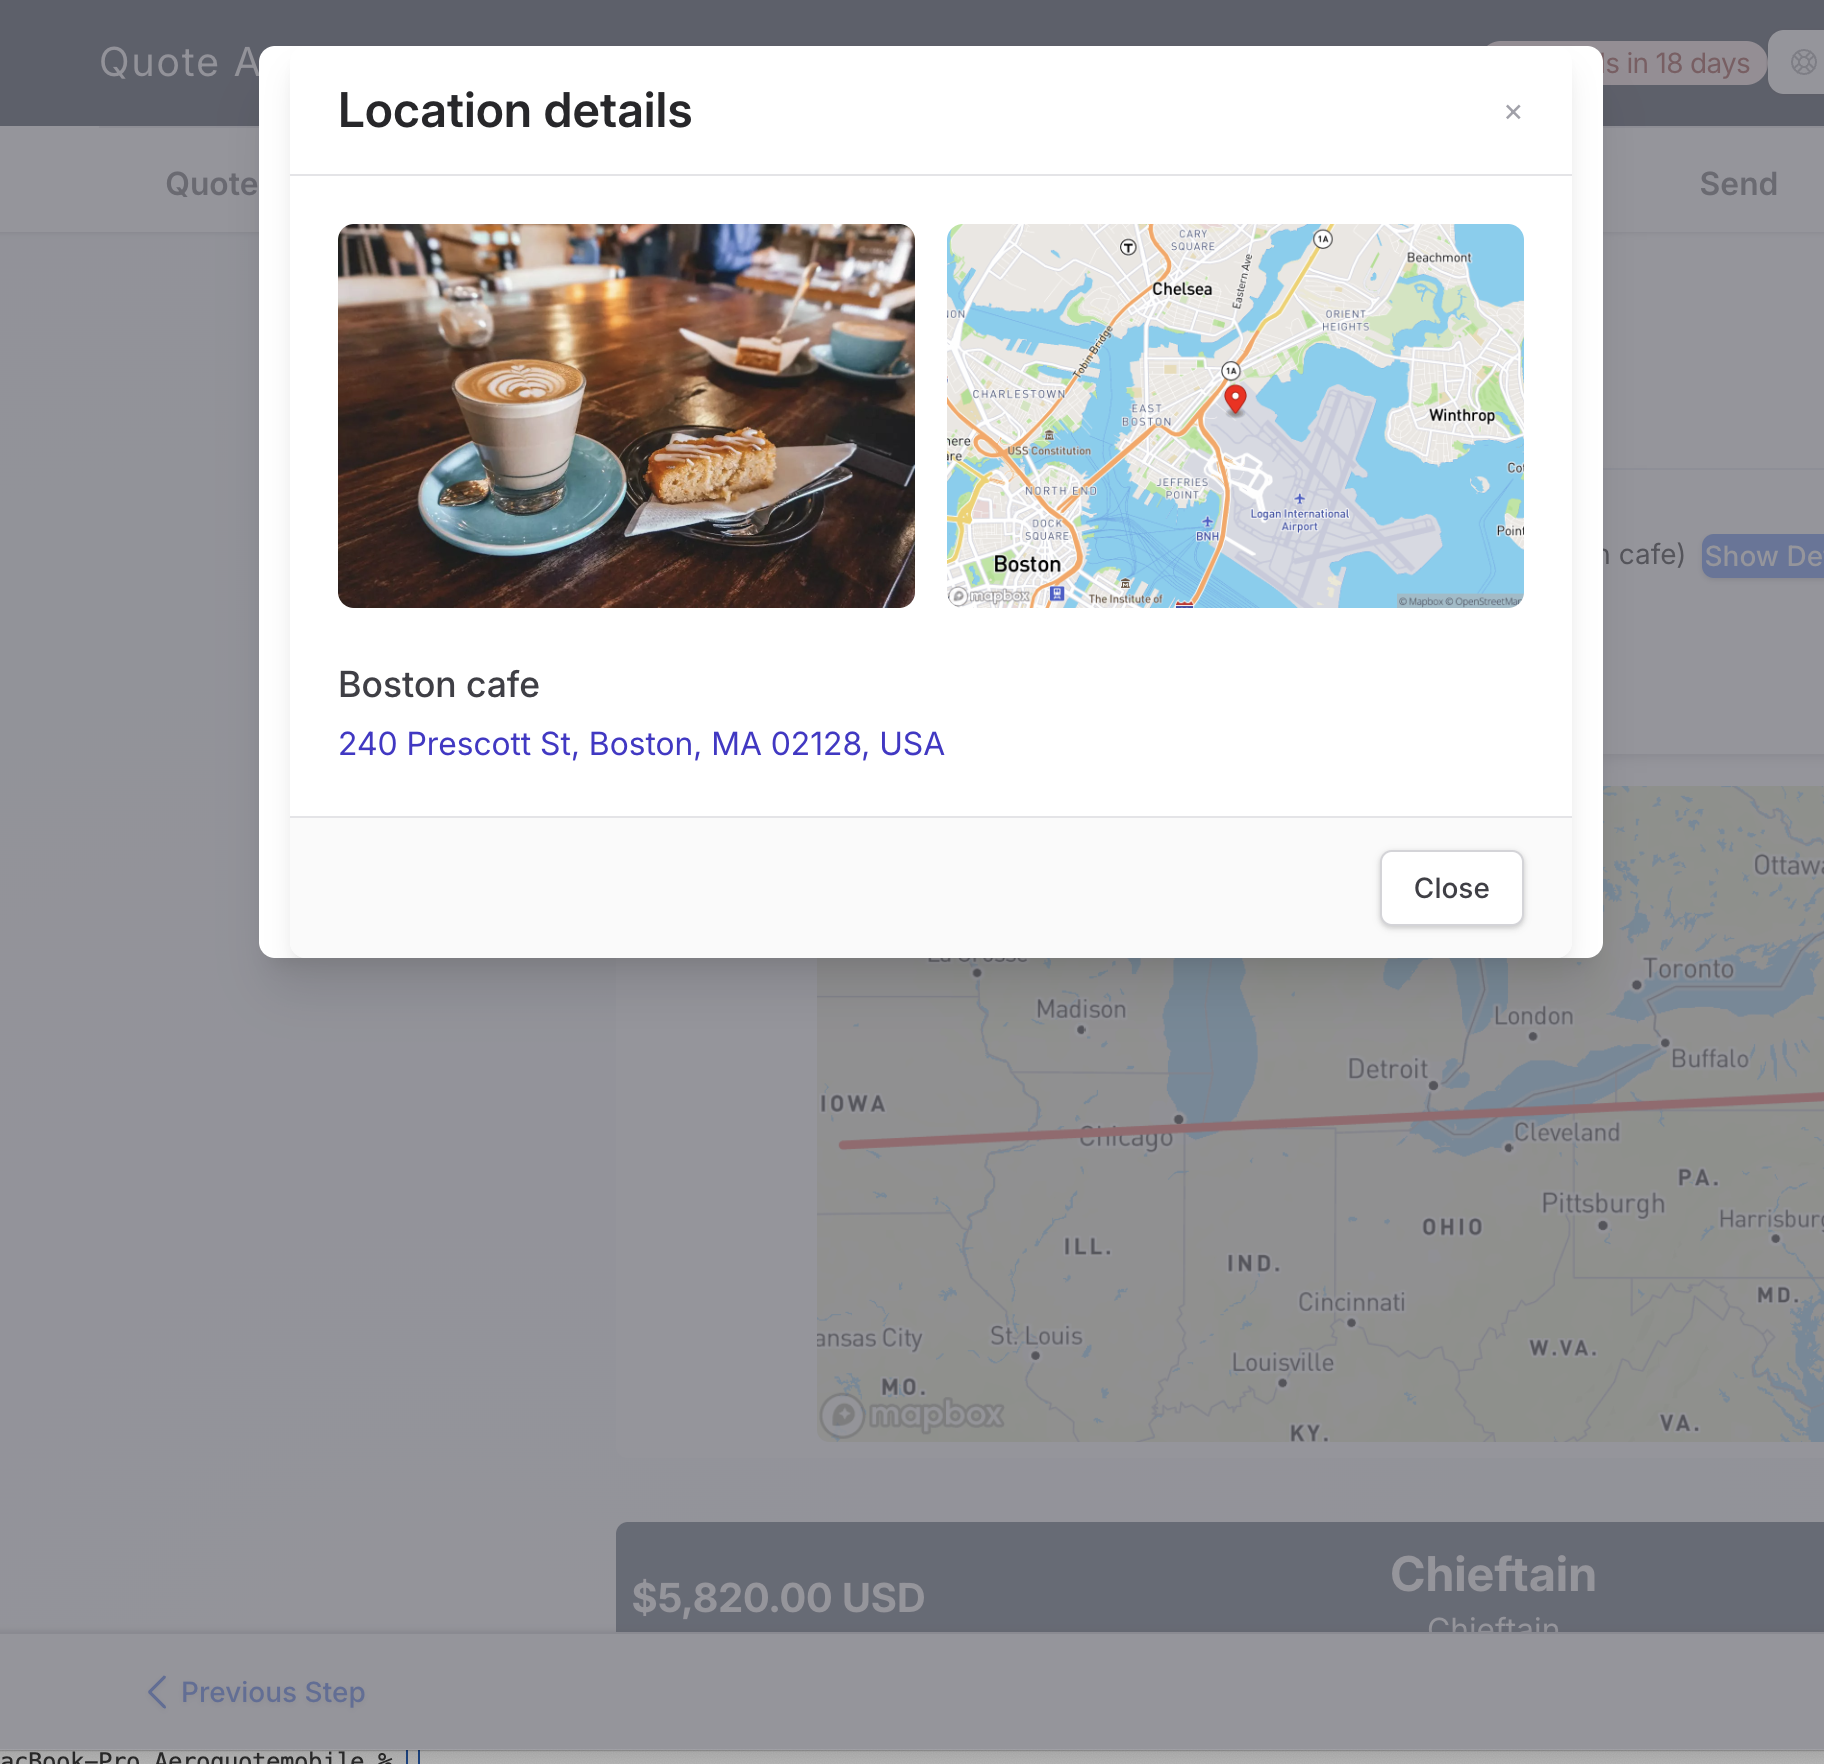 Quote A
s in 18 days
Location details
×
Quote
Send
CARY
SQUARE
1A
T
Beachmont
Chelsea
Eastern Ave
ORIENT
HEIGHTS
Tobin Bridge
1A
CHARLESTOWN
EAST
BOSTON
Winthrop
USS Constitution
JEFFRIES
POINT
NORTH END
Logan International
Airport
DOCK
SQUARE
BNH
Point
Boston
mapbox
The Institute of
© Mapbox © OpenStreetMap
cafe)
Show De
Boston cafe
240 Prescott St, Boston, MA 02128, USA
Close
Ottawa
Toronto
Madison
London
Buffalo
Detroit
IOWA
Chicago
Cleveland
PA.
Pittsburgh
Harrisburg
OHIO
ILL.
IND.
MD.
Cincinnati
ansas City
St. Louis
W.VA.
Louisville
MO.
mapbox
VA.
KY.
Chieftain
$5,820.00 USD
Chieftain
Previous Step
acBook-Pro Aeroquotemobile %